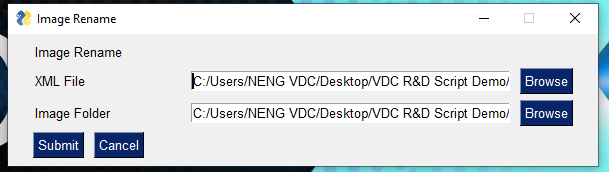 Image Rename
Image Rename
XML File C:/Users/NENG VDC/Desktop/VDC R&D Script Demo/ Browse
Image Folder C:/Users/NENG VDC/Desktop/VDC R&D Script Demo/ Browse
Submit Cancel